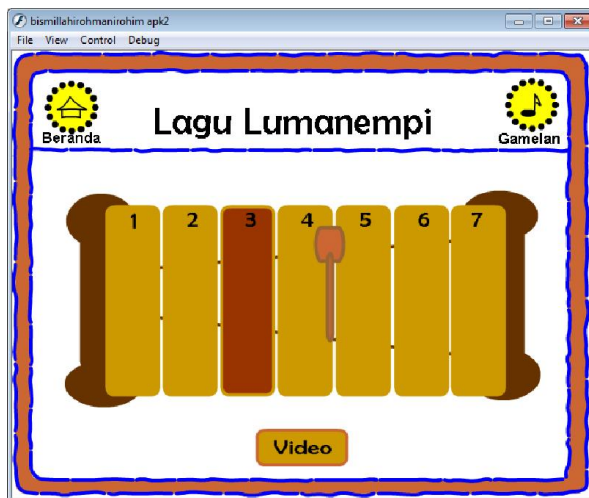 bismillahirohmanirohim apk2
File View Control Debug
Lagu Lumanempi
Beranda
Gamelan
1 2 3 4 5 6 7
Video